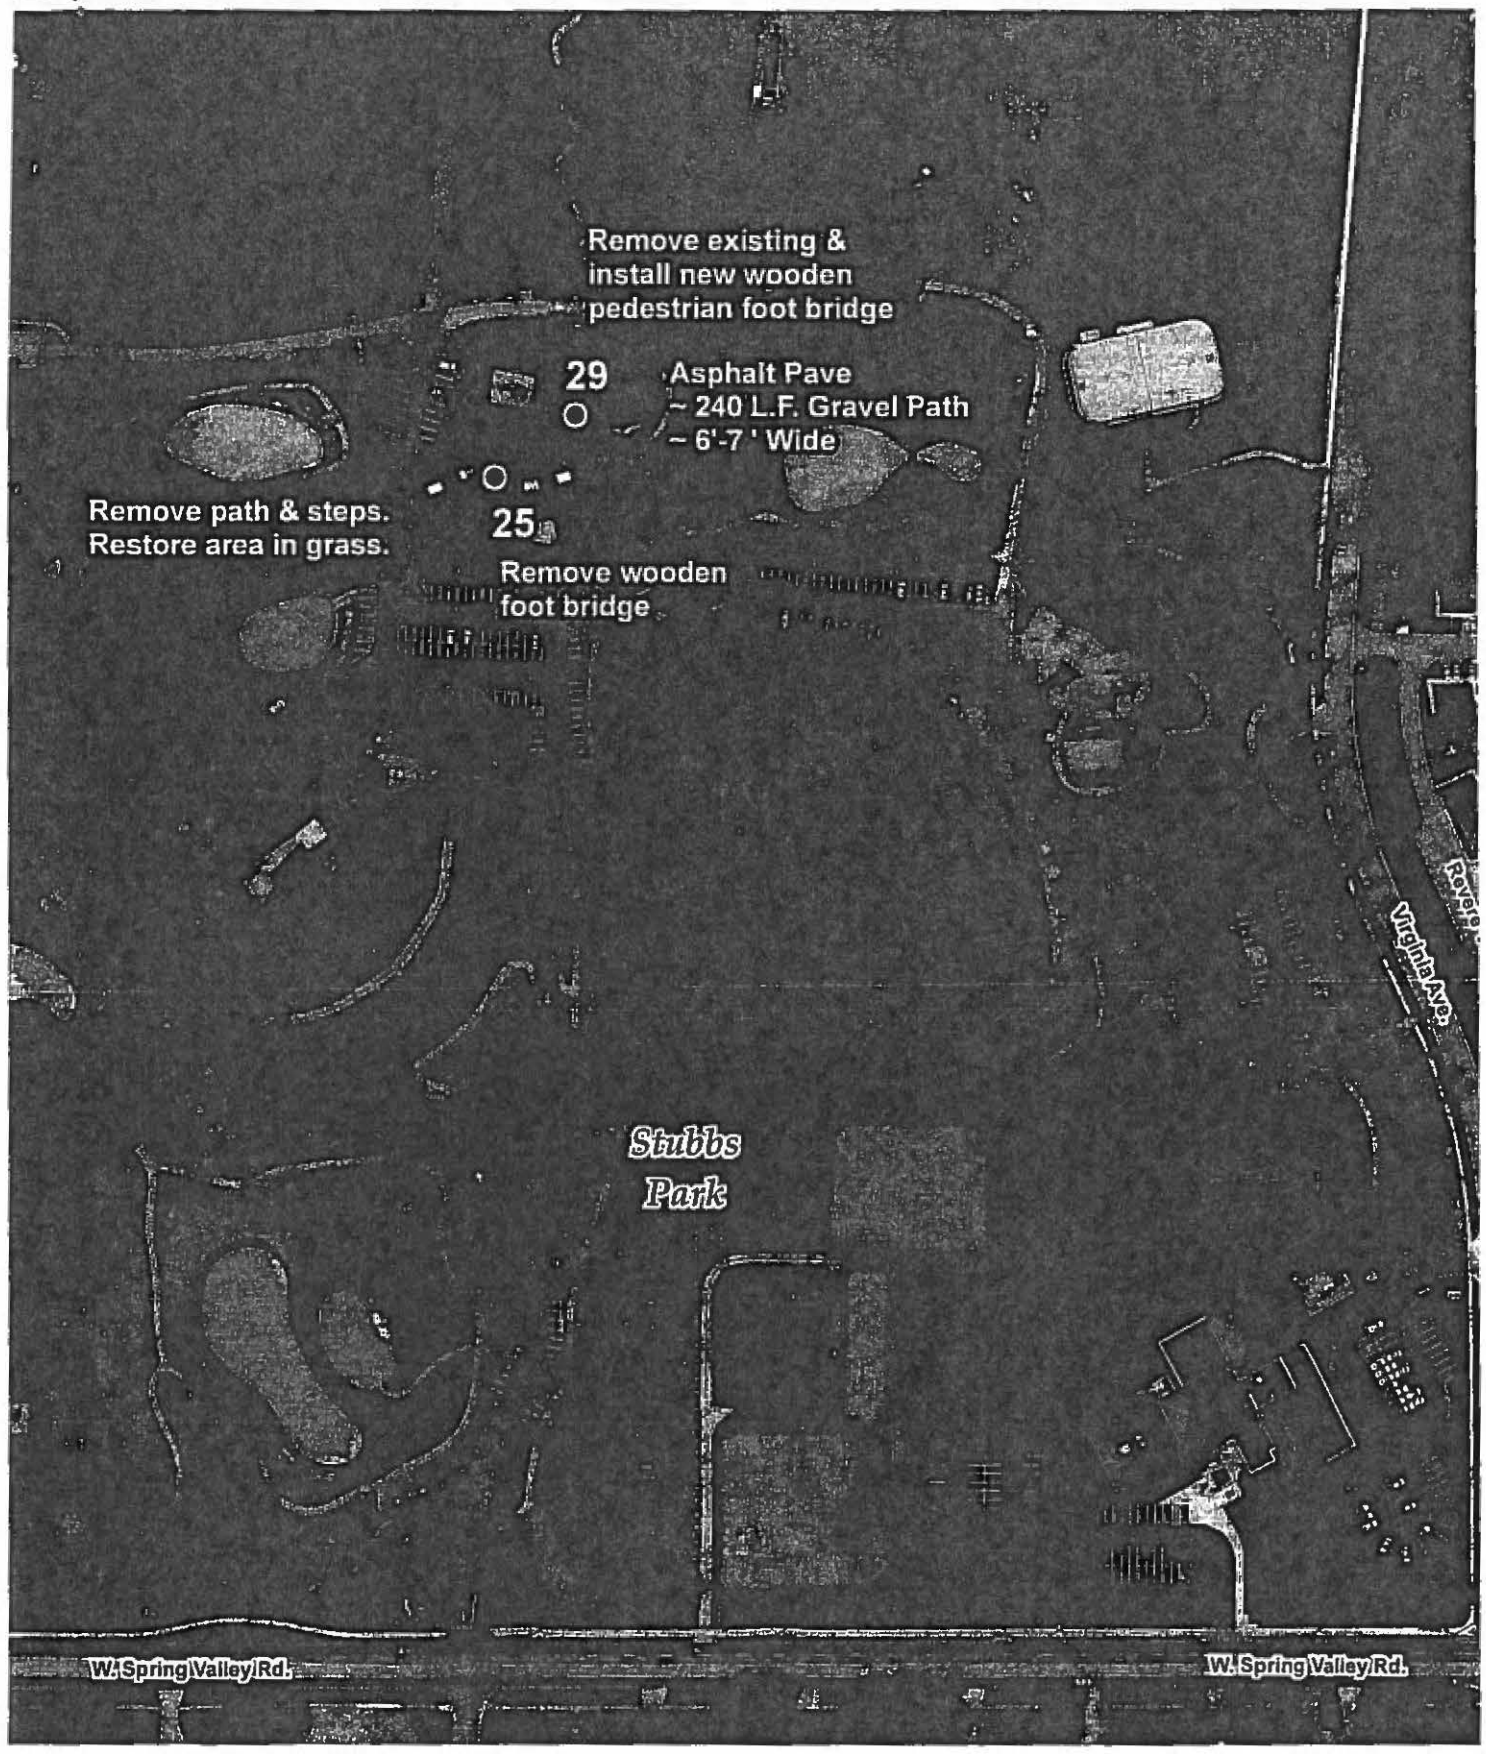 Remove existing &
install new wooden
pedestrian foot bridge
29
Asphalt Pave
~ 240 L.F. Gravel Path
~ 6'-7 ' Wide
Remove path & steps.
Restore area in grass.
25
Remove wooden
foot bridge
Revere
Virginia Ave.
Stubbs
Park
W. Spring Valley Rd.
W. Spring Valley Rd.